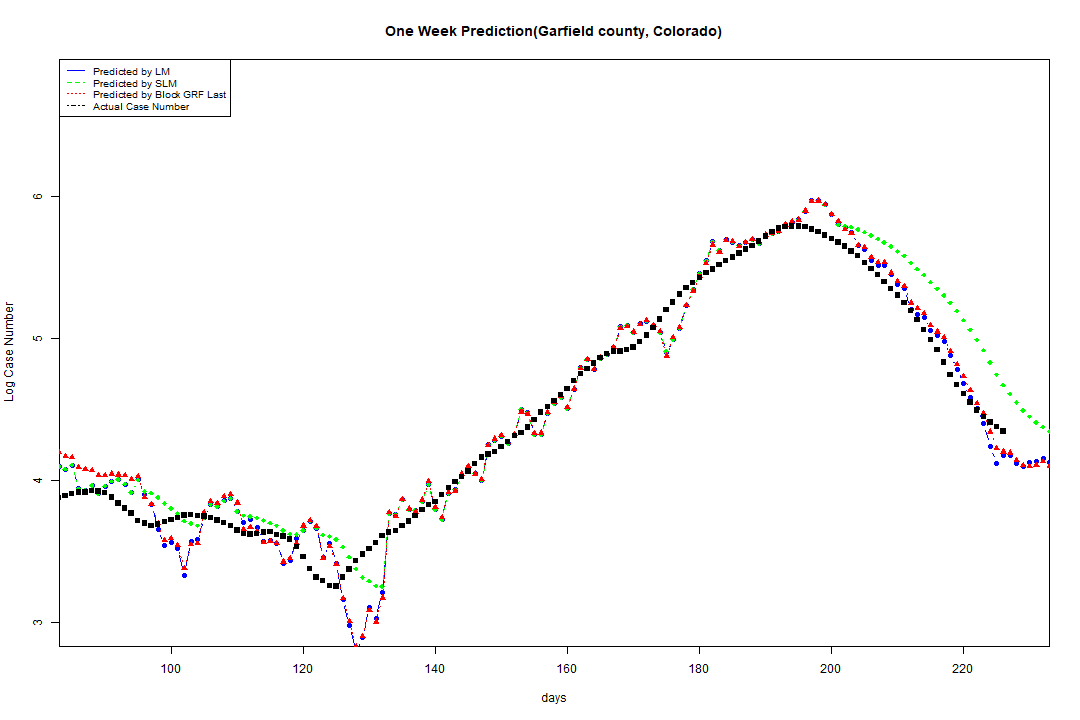 One Week Prediction(Garfield county, Colorado)
Predicted by LM
Predicted by SLM
Predicted by Block GRF Last
Actual Case Number
6
5
4
3
Log Case Number
100 120 140 160 180 200 220
days